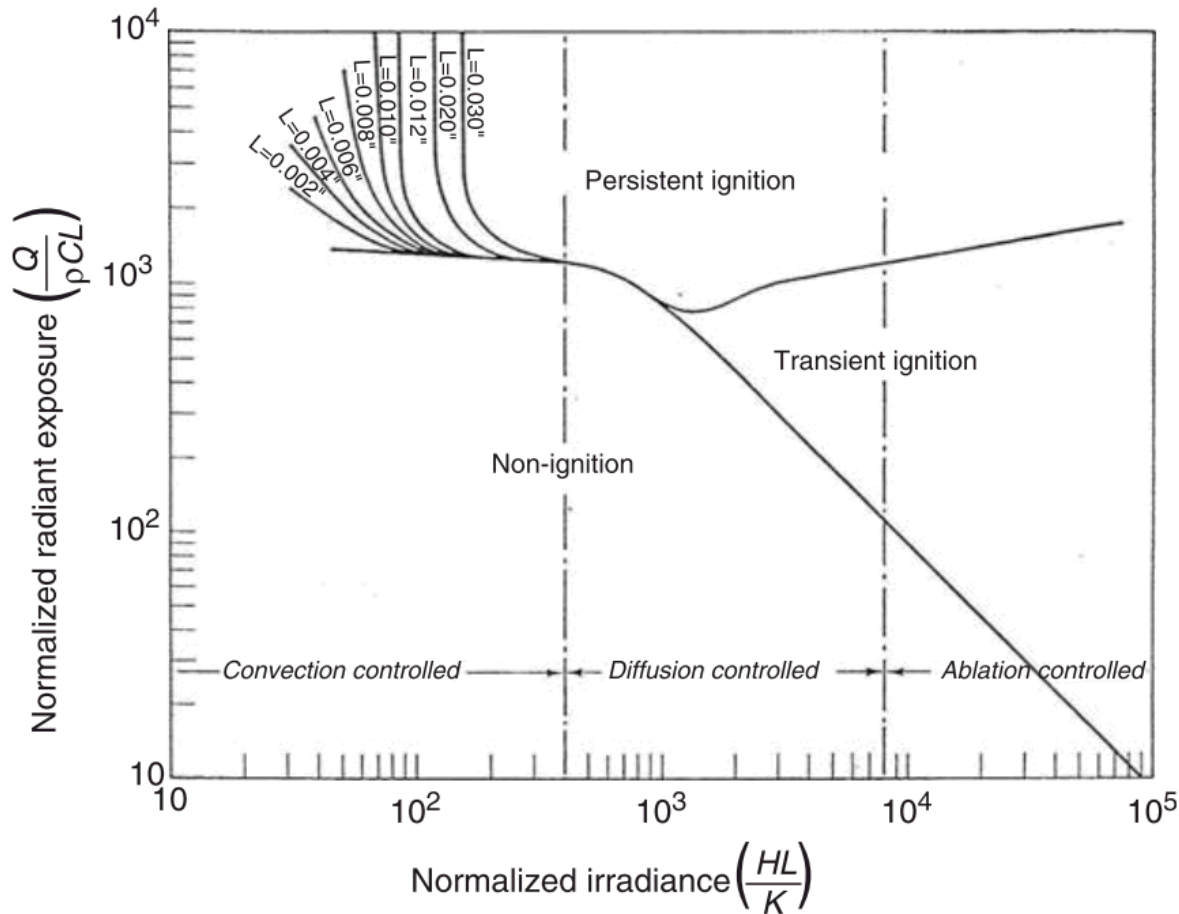 10⁴
10³
10²
10
Normalized radiant exposure (Q/ρCL)
L=0.002"
L=0.004"
L=0.006"
L=0.008"
L=0.010"
L=0.012"
L=0.020"
L=0.030"
Persistent ignition
Transient ignition
Non-ignition
Convection controlled
Diffusion controlled
Ablation controlled
10
10²
10³
10⁴
10⁵
Normalized irradiance (HL/K)